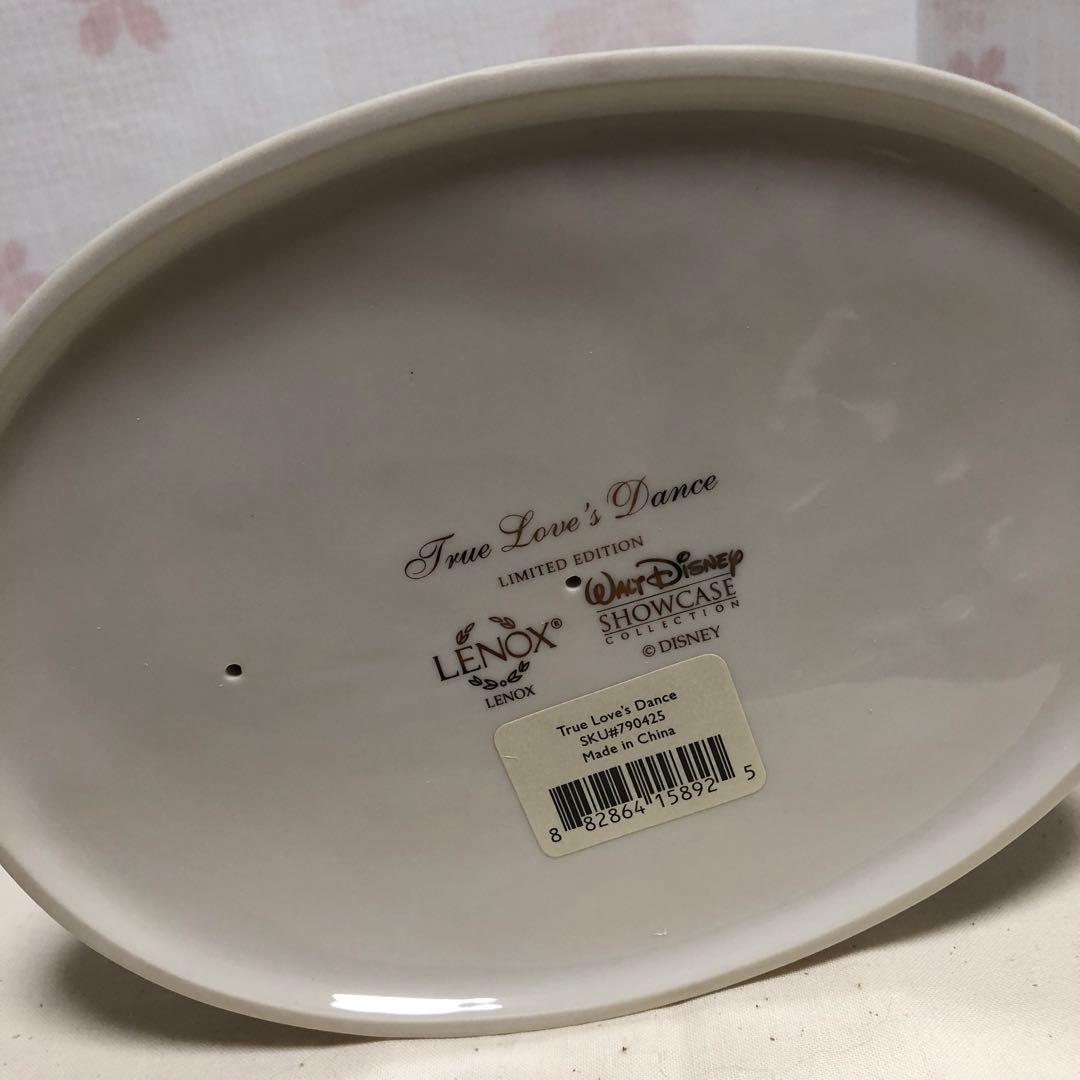 True Love's Dance
LIMITED EDITION
LENOX®
LENOX
WALT DISNEY
SHOWCASE
COLLECTION
© DISNEY
True Love's Dance
SKU#790425
Made in China
8 82864 15892 5